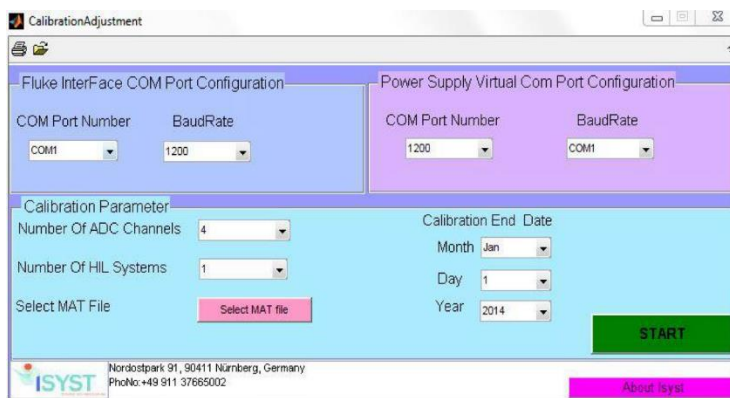 CalibrationAdjustment
Fluke InterFace COM Port Configuration
COM Port Number BaudRate
COM1 1200
Power Supply Virtual Com Port Configuration
COM Port Number BaudRate
1200 COM1
Calibration Parameter
Number Of ADC Channels 4
Number Of HIL Systems 1
Select MAT File Select MAT file
Calibration End Date
Month Jan
Day 1
Year 2014
START
ISYST
Nordostpark 91, 90411 Nürnberg, Germany
PhoNo:+49 911 37665002
About Isyst